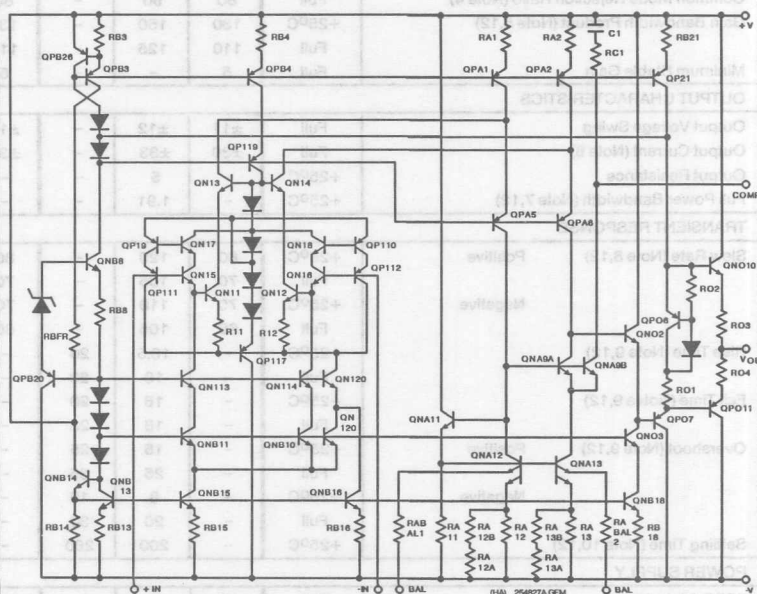 RB3
RB4
RA1
RA2
C1
RC1
RB21
+V
QPB26
QPB3
QPB4
QPA1
QPA2
QP21
QP119
QN13
QN14
COMP
QPA5
QPA6
QP19
QN17
QN18
QP110
QP111
QN15
QN16
QP112
QNB8
QN11
QN12
RB8
R11
R12
QP117
RBFR
QPB20
QN113
QN114
QN120
QN
120
QNB11
QNB10
QNB14
QNB
13
QNB15
QNB16
RB14
RB13
RB15
RB16
QNO10
RO2
QPO6
RO3
QNO2
RO4
RO1
QNA9A
QNA9B
QPO7
QPO11
QNA11
QNO3
QNA12
QNA13
QNB18
RAB
AL1
RA
11
RA
12B
RA
12
RA
13B
RA
13
RA
BAL
2
RB
18
RA
12A
RA
13A
+ IN
-IN
BAL
BAL
-V